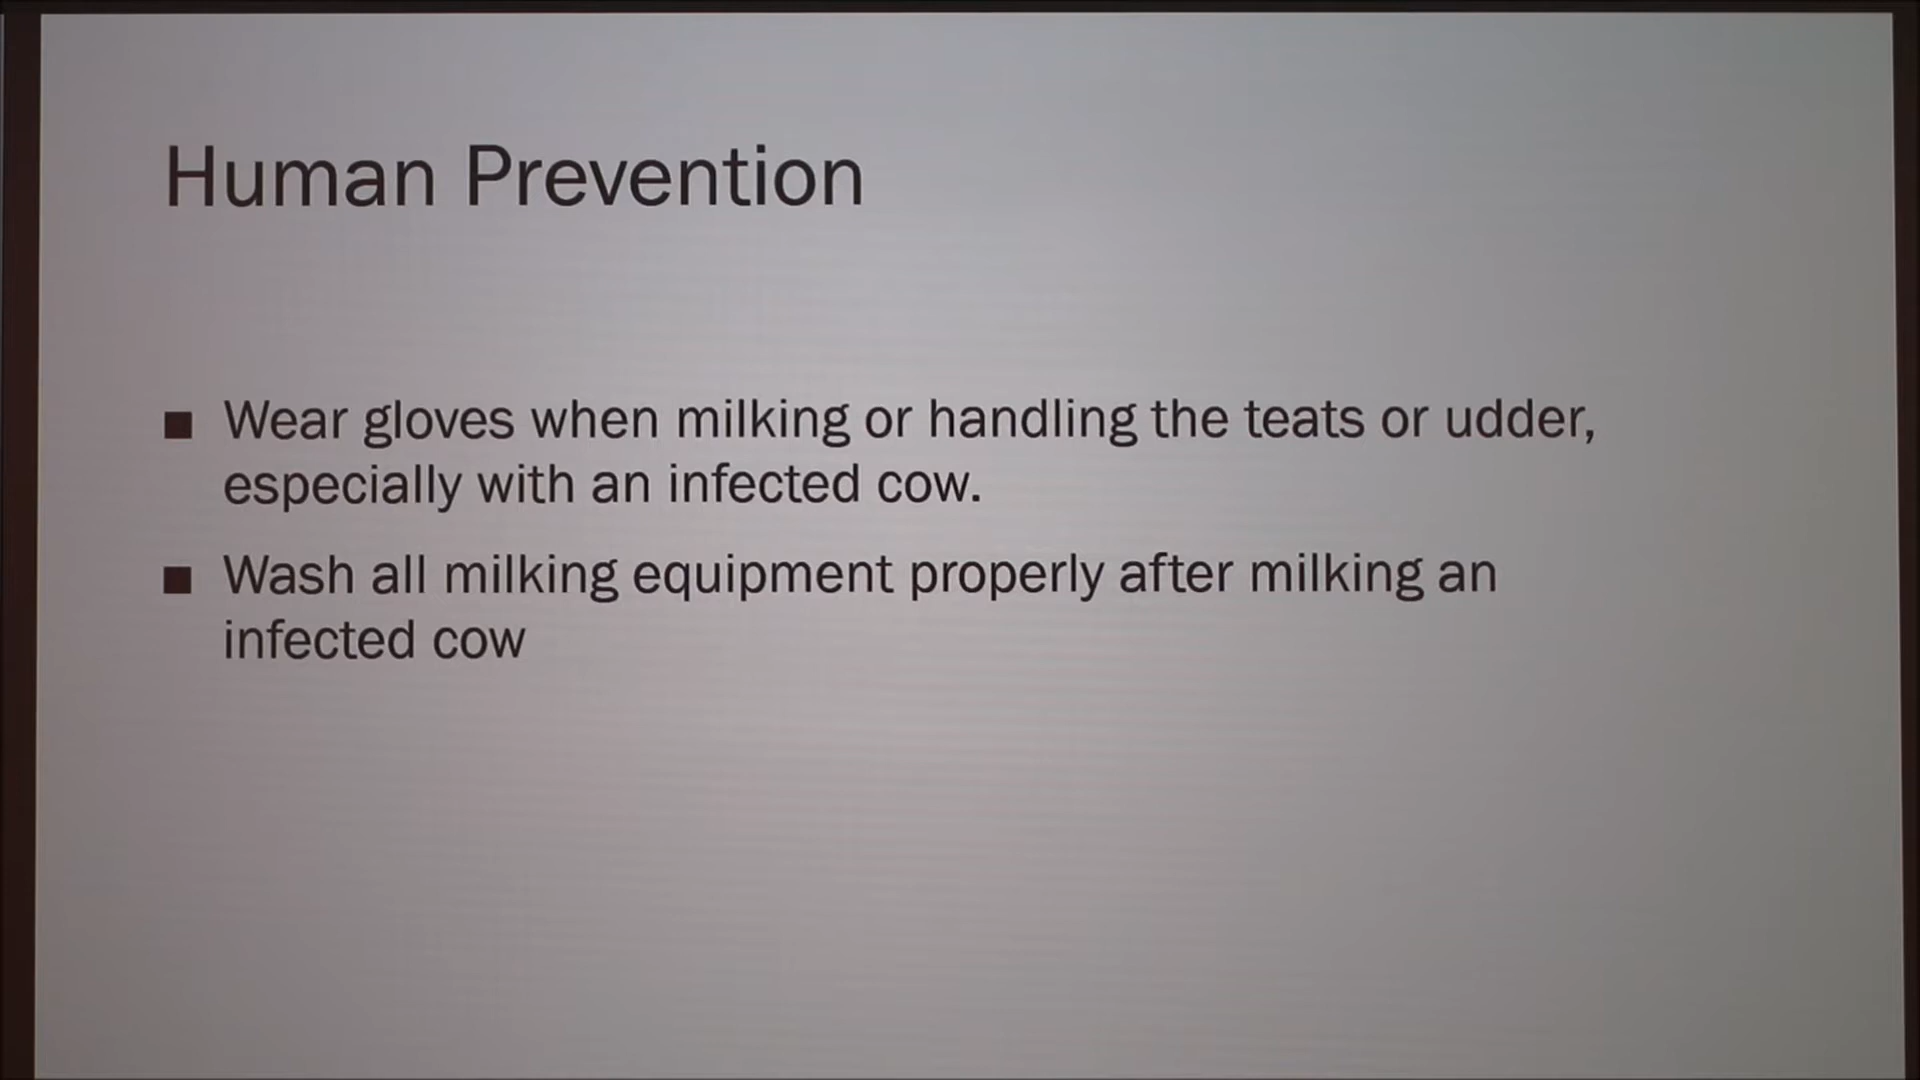 Human Prevention
■ Wear gloves when milking or handling the teats or udder,
especially with an infected cow.
■ Wash all milking equipment properly after milking an
infected cow